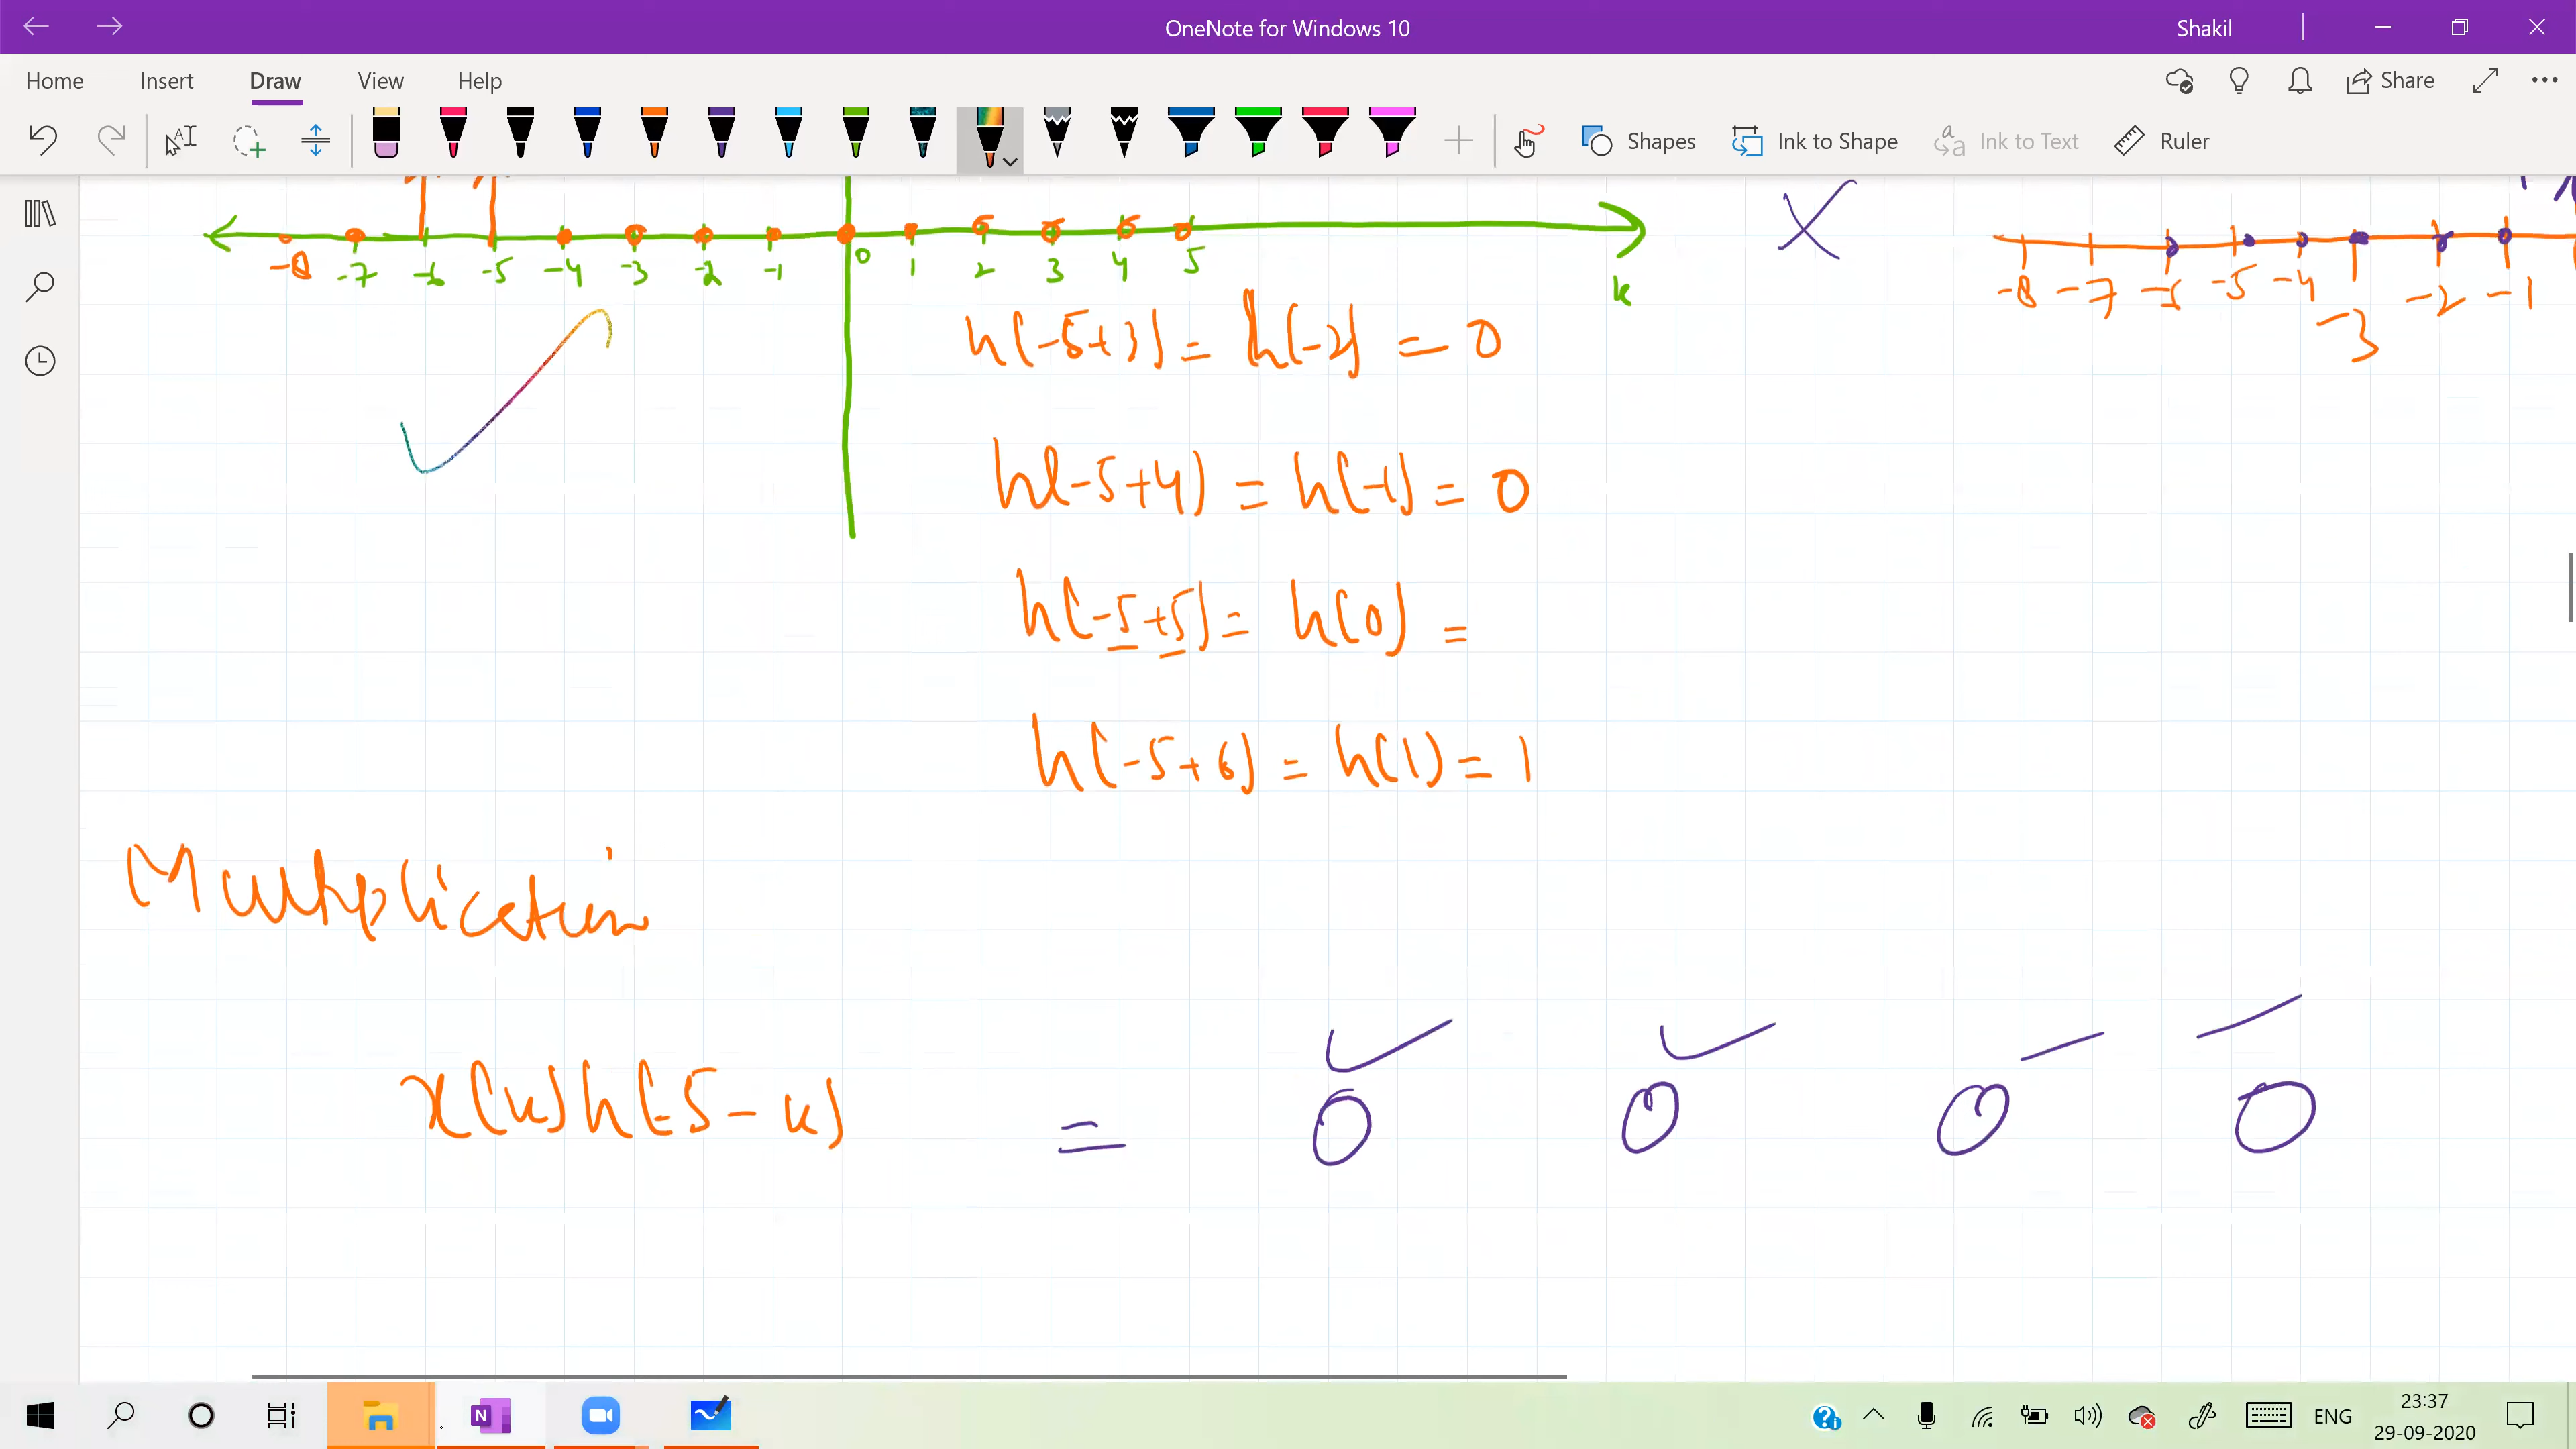 OneNote for Windows 10
Shakil
Home Insert Draw View Help
Share
Shapes Ink to Shape Ink to Text Ruler
-8 -7 -6 -5 -4 -3 -2 -1 0 1 2 3 4 5
k
-8 -7 -5 -5 -4 -3 -2 -1
h(-5+3) = h(-2) = 0
h(-5+4) = h(-1) = 0
h(-5+5) = h(0) =
h(-5+6) = h(1) = 1
Multiplication
x(k)h(-5-k) = 0 0 0 0
ENG
23:37
29-09-2020